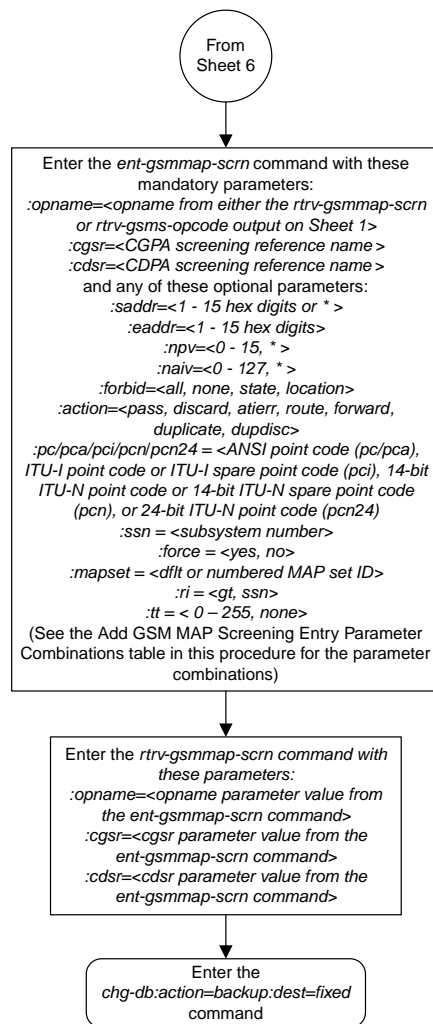 From
Sheet 6
Enter the ent-gsmmap-scrn command with these
mandatory parameters:
:opname=<opname from either the rtrv-gsmmap-scrn
or rtrv-gsms-opcode output on Sheet 1>
:cgsr=<CGPA screening reference name>
:cdsr=<CDPA screening reference name>
and any of these optional parameters:
:saddr=<1 - 15 hex digits or * >
:eaddr=<1 - 15 hex digits>
:npv=<0 - 15, * >
:naiv=<0 - 127, * >
:forbid=<all, none, state, location>
:action=<pass, discard, atierr, route, forward,
duplicate, dupdisc>
:pc/pca/pci/pcn/pcn24 = <ANSI point code (pc/pca),
ITU-I point code or ITU-I spare point code (pci), 14-bit
ITU-N point code or 14-bit ITU-N spare point code
(pcn), or 24-bit ITU-N point code (pcn24)
:ssn = <subsystem number>
:force = <yes, no>
:mapset = <dflt or numbered MAP set ID>
:ri = <gt, ssn>
:tt = < 0 – 255, none>
(See the Add GSM MAP Screening Entry Parameter
Combinations table in this procedure for the parameter
combinations)
Enter the rtrv-gsmmap-scrn command with
these parameters:
:opname=<opname parameter value from
the ent-gsmmap-scrn command>
:cgsr=<cgsr parameter value from the
ent-gsmmap-scrn command>
:cdsr=<cdsr parameter value from the
ent-gsmmap-scrn command>
Enter the
chg-db:action=backup:dest=fixed
command